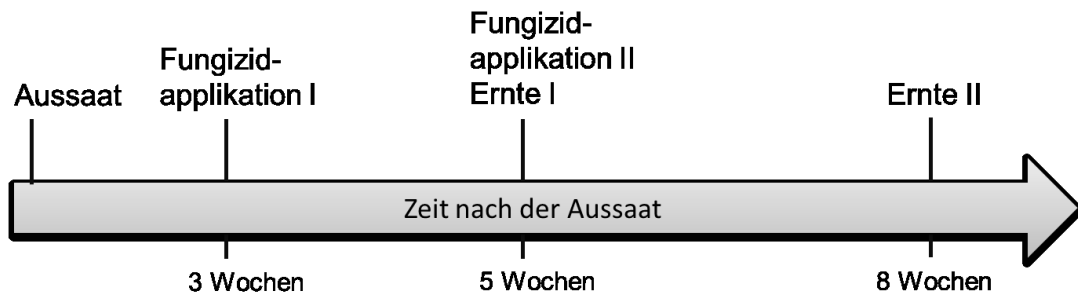 Aussaat
Fungizid-
applikation I
Fungizid-
applikation II
Ernte I
Ernte II
Zeit nach der Aussaat
3 Wochen
5 Wochen
8 Wochen